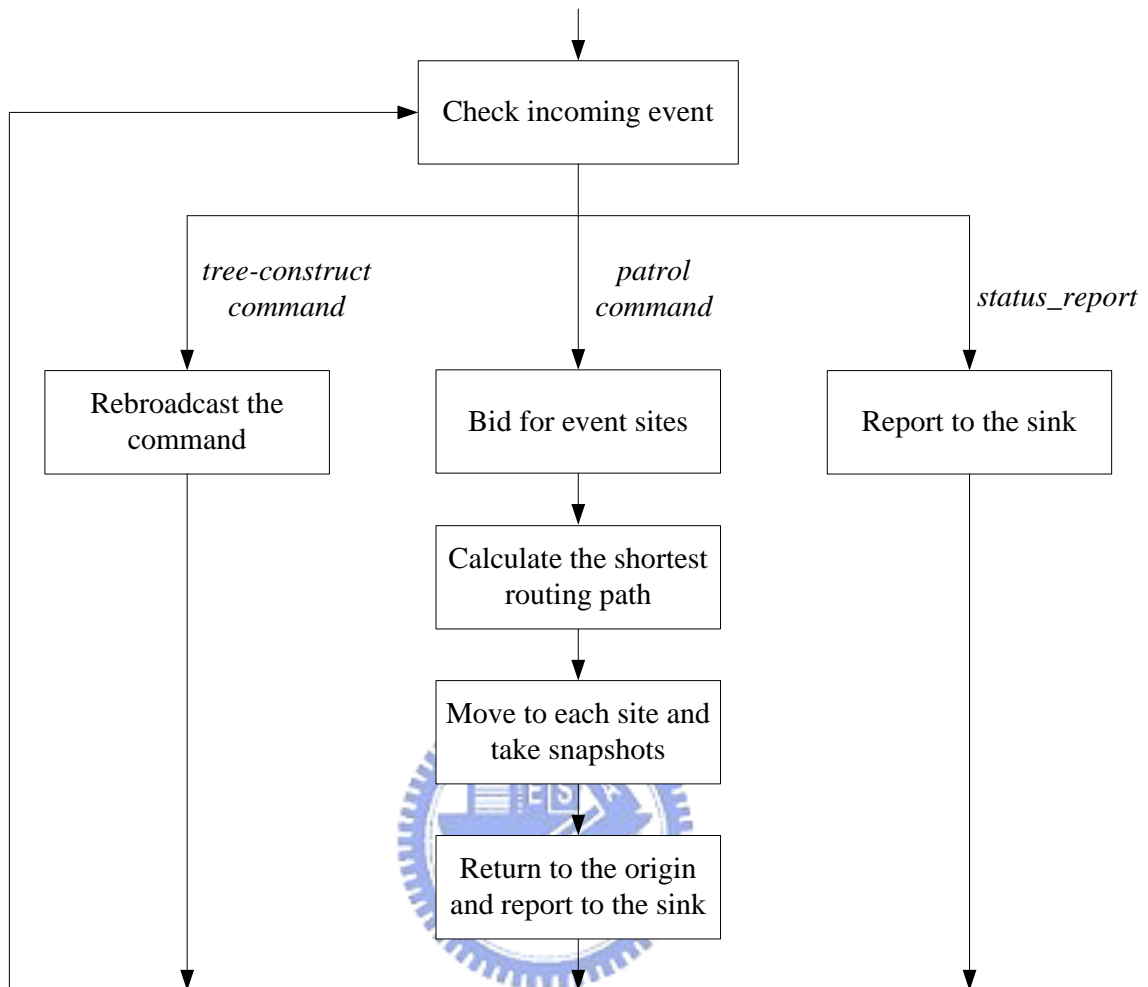 Check incoming event
tree-construct
command
patrol
command
status_report
Rebroadcast the
command
Bid for event sites
Report to the sink
Calculate the shortest
routing path
Move to each site and
take snapshots
E S
Return to the origin
and report to the sink